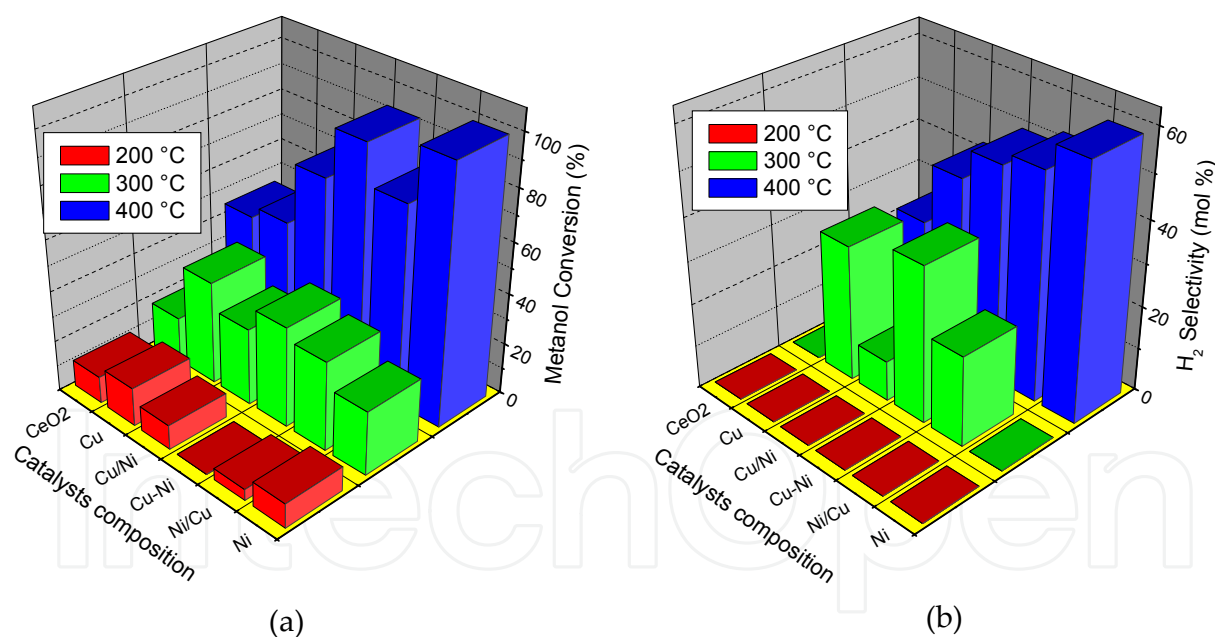 200 °C
300 °C
400 °C
100
80
60
40
20
0
Metanol Conversion (%)
CeO2
Cu
Cu/Ni
Cu-Ni
Ni/Cu
Ni
Catalysts composition
(a)
200 °C
300 °C
400 °C
60
40
20
0
H2 Selectivity (mol %)
CeO2
Cu
Cu/Ni
Cu-Ni
Ni/Cu
Ni
Catalysts composition
(b)
IntechOpen